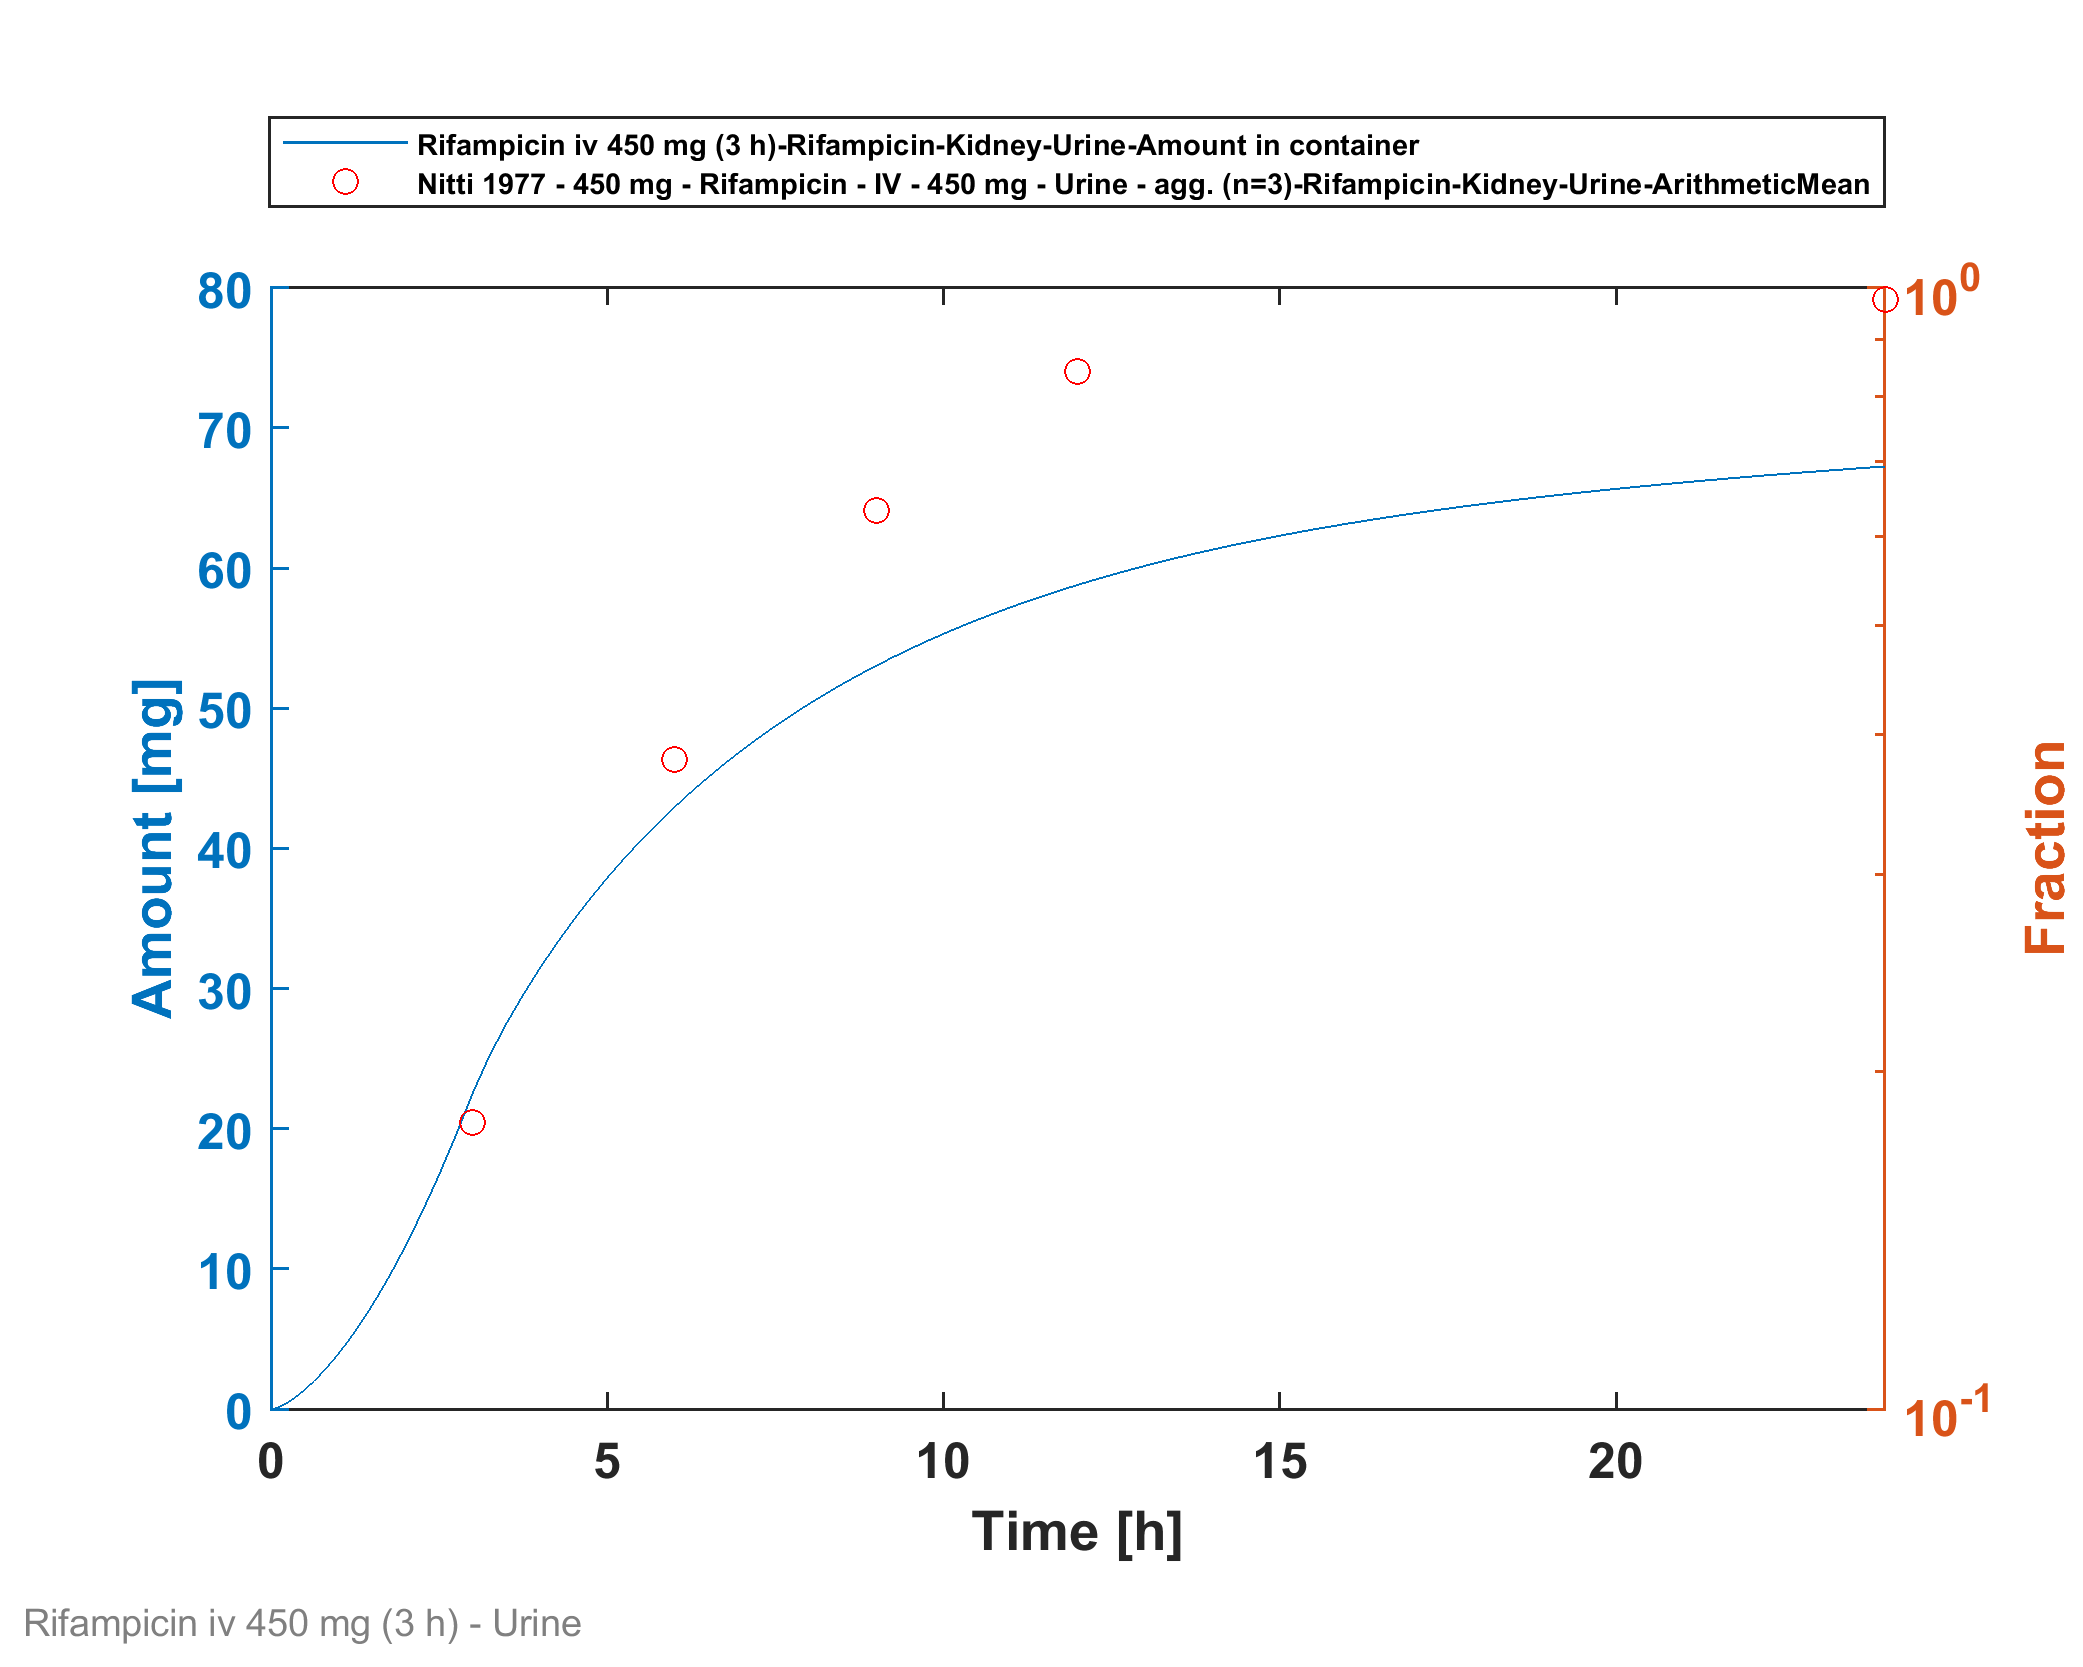 Rifampicin iv 450 mg (3 h)-Rifampicin-Kidney-Urine-Amount in container
Nitti 1977 - 450 mg - Rifampicin - IV - 450 mg - Urine - agg. (n=3)-Rifampicin-Kidney-Urine-ArithmeticMean
80
70
60
50
40
30
20
10
0
Amount [mg]
10^0
10^-1
Fraction
0 5 10 15 20
Time [h]
Rifampicin iv 450 mg (3 h) - Urine